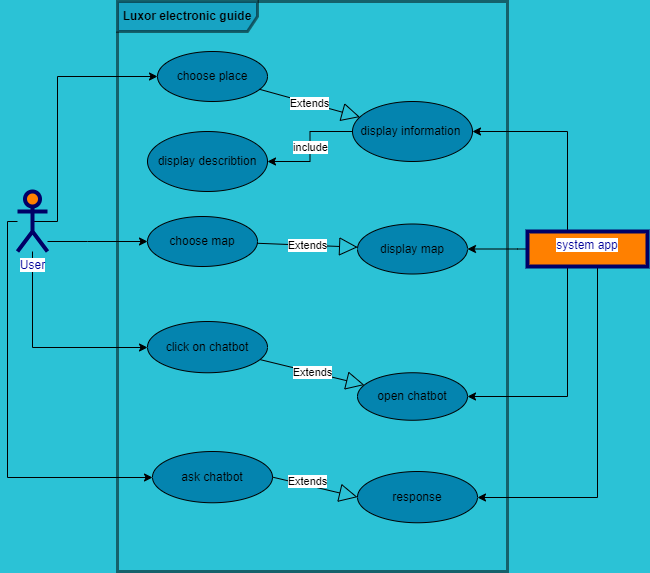 Luxor electronic guide
choose place
Extends
display information
include
display describtion
User
choose map
Extends
display map
system app
click on chatbot
Extends
open chatbot
ask chatbot
Extends
response